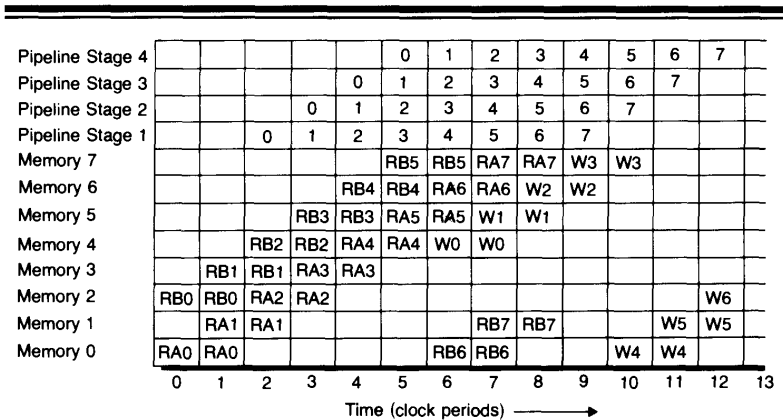 Pipeline Stage 4 0 1 2 3 4 5 6 7
Pipeline Stage 3 0 1 2 3 4 5 6 7
Pipeline Stage 2 0 1 2 3 4 5 6 7
Pipeline Stage 1 0 1 2 3 4 5 6 7
Memory 7 RB5 RB5 RA7 RA7 W3 W3
Memory 6 RB4 RB4 RA6 RA6 W2 W2
Memory 5 RB3 RB3 RA5 RA5 W1 W1
Memory 4 RB2 RB2 RA4 RA4 W0 W0
Memory 3 RB1 RB1 RA3 RA3
Memory 2 RB0 RB0 RA2 RA2 W6
Memory 1 RA1 RA1 RB7 RB7 W5 W5
Memory 0 RA0 RA0 RB6 RB6 W4 W4
0 1 2 3 4 5 6 7 8 9 10 11 12 13
Time (clock periods)